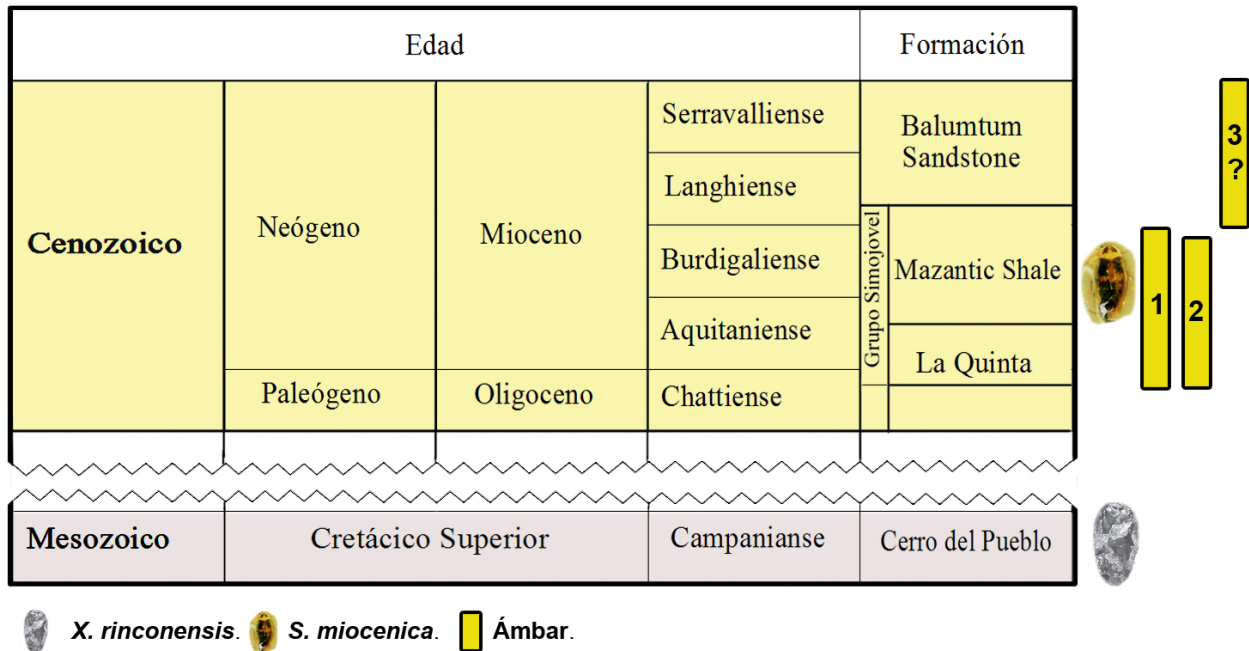 Edad
Formación
Cenozoico
Neógeno
Mioceno
Serravalliense
Langhiense
Burdigaliense
Aquitaniense
Balumtum
Sandstone
Grupo Simojovel
Mazantic Shale
La Quinta
Paleógeno
Oligoceno
Chattiense
1
2
3
?
Mesozoico
Cretácico Superior
Campanianse
Cerro del Pueblo
X. rinconensis. S. miocenica. Ámbar.